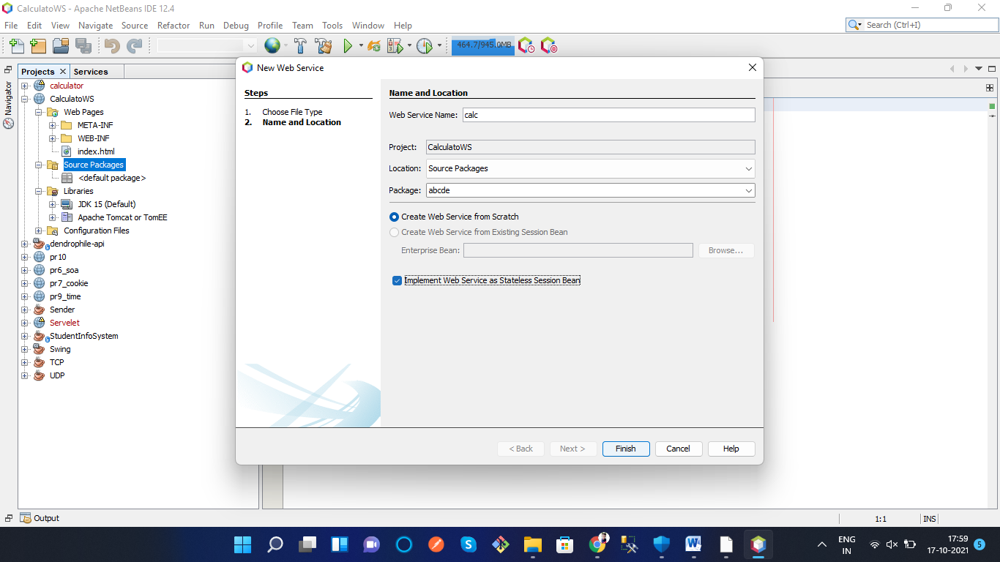 CalculatoWS - Apache NetBeans IDE 12.4
File Edit View Navigate Source Refactor Run Debug Profile Team Tools Window Help
Search (Ctrl+I)
464.7/945.0MB
Projects
Services
Navigator
calculator
CalculatoWS
Web Pages
META-INF
WEB-INF
index.html
Source Packages
<default package>
Libraries
JDK 15 (Default)
Apache Tomcat or TomEE
Configuration Files
dendrophile-api
pr10
pr6_soa
pr7_cookie
pr9_time
Sender
Servelet
StudentInfoSystem
Swing
TCP
UDP
New Web Service
Steps
1. Choose File Type
2. Name and Location
Name and Location
Web Service Name: calc
Project: CalculatoWS
Location: Source Packages
Package: abcde
Create Web Service from Scratch
Create Web Service from Existing Session Bean
Enterprise Bean: Browse...
Implement Web Service as Stateless Session Bean
< Back Next > Finish Cancel Help
Output
1:1 INS
ENG
IN
17:59
17-10-2021
5